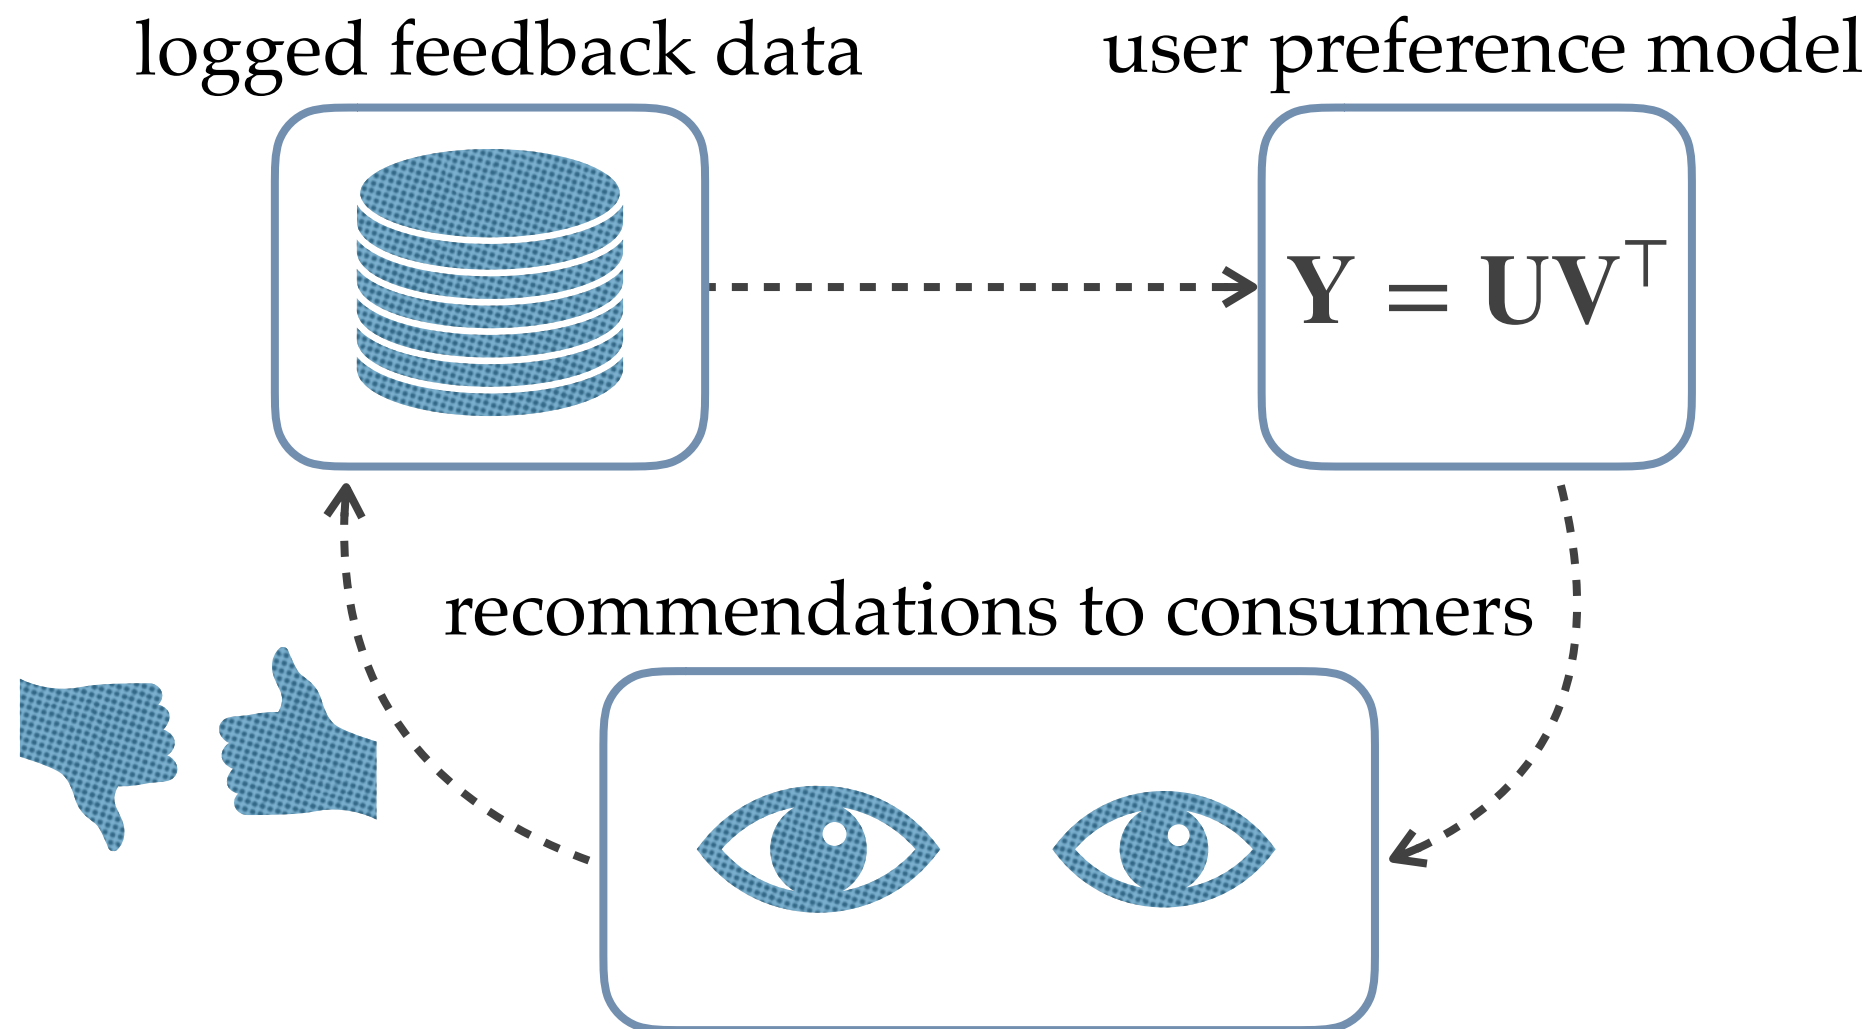 logged feedback data
user preference model
Y = UV⊤
recommendations to consumers